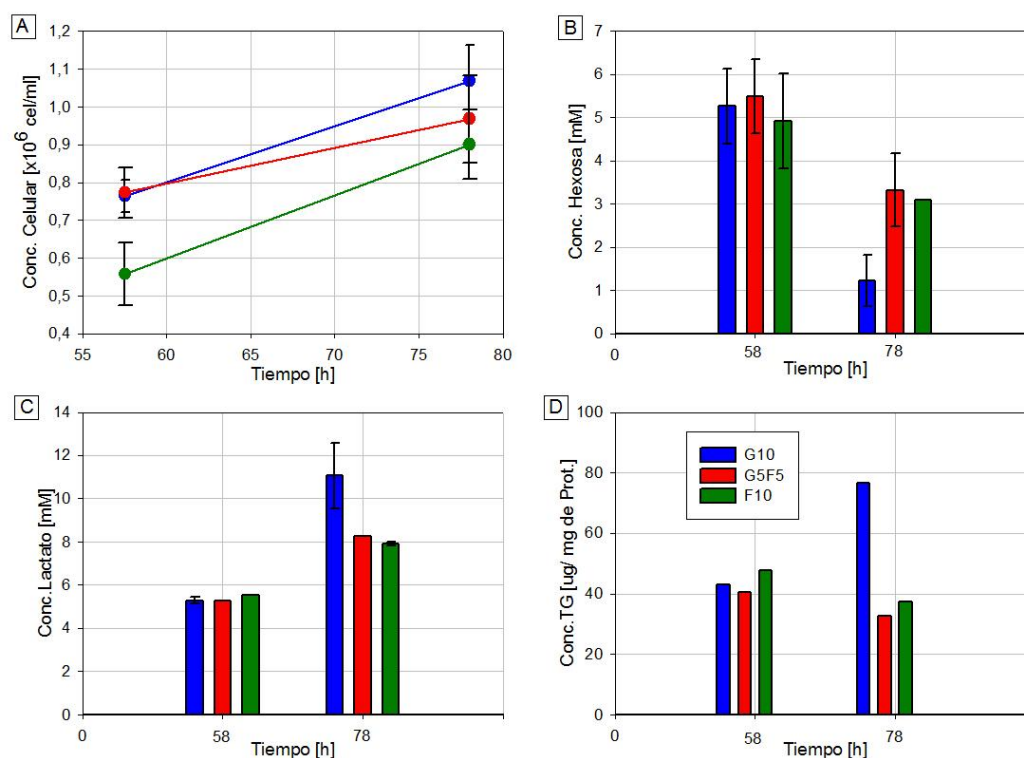 A
Conc. Celular [x10⁶ cel/ml]
1,2
1,1
1,0
0,9
0,8
0,7
0,6
0,5
0,4
55 60 65 70 75 80
Tiempo [h]
B
Conc. Hexosa [mM]
7
6
5
4
3
2
1
0
0 58 78
Tiempo [h]
C
Conc.Lactato [mM]
14
12
10
8
6
4
2
0
0 58 78
Tiempo [h]
D
Conc.TG [ug/ mg de Prot.]
100
80
60
40
20
0
G10
G5F5
F10
0 58 78
Tiempo [h]